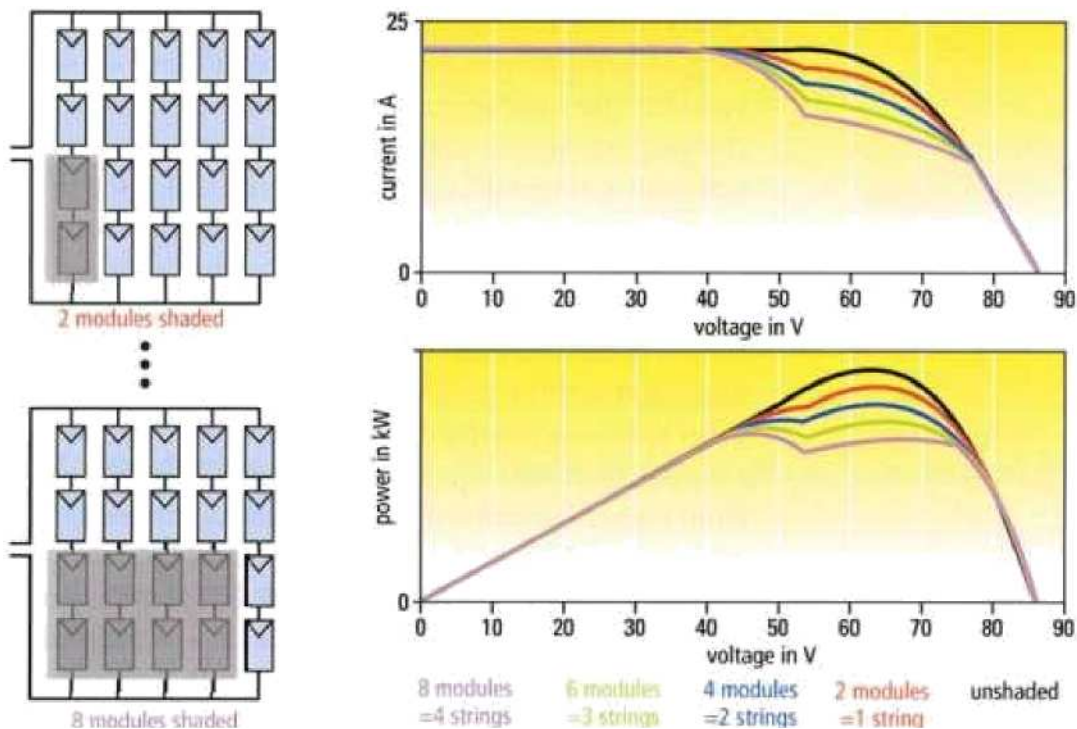 2 modules shaded
8 modules shaded
25
current in A
0
0 10 20 30 40 50 60 70 80 90
voltage in V
power in kW
0
0 10 20 30 40 50 60 70 80 90
voltage in V
8 modules
=4 strings
6 modules
=3 strings
4 modules
=2 strings
2 modules
=1 string
unshaded